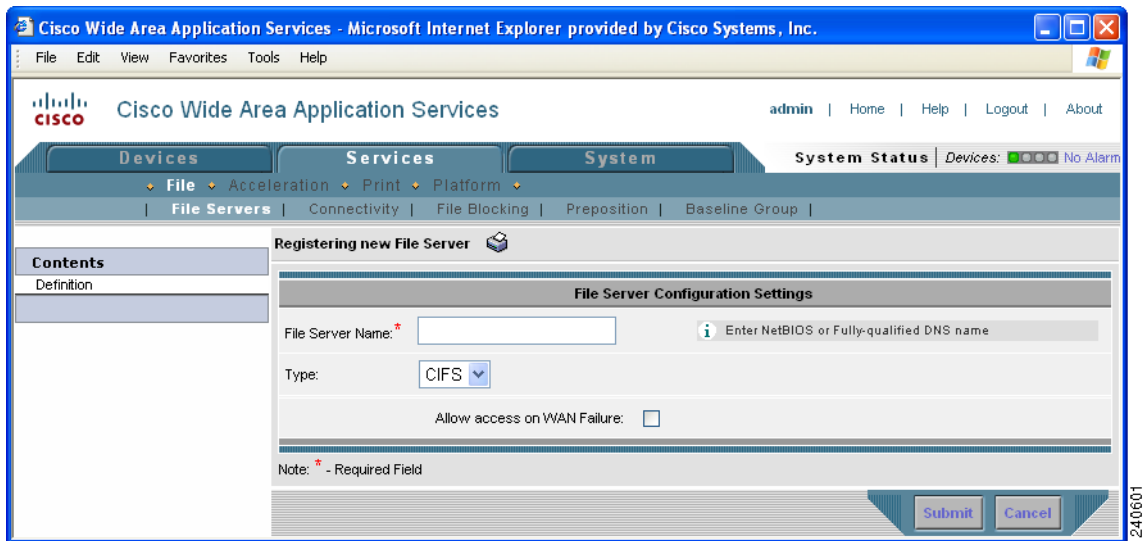 Cisco Wide Area Application Services - Microsoft Internet Explorer provided by Cisco Systems, Inc.
File Edit View Favorites Tools Help
CISCO Cisco Wide Area Application Services admin | Home | Help | Logout | About
Devices Services System System Status | Devices: No Alarm
File Acceleration Print Platform
| File Servers | Connectivity | File Blocking | Preposition | Baseline Group |
Registering new File Server
Contents
Definition
File Server Configuration Settings
File Server Name:* i Enter NetBIOS or Fully-qualified DNS name
Type: CIFS
Allow access on WAN Failure:
Note: * - Required Field
Submit Cancel
240601